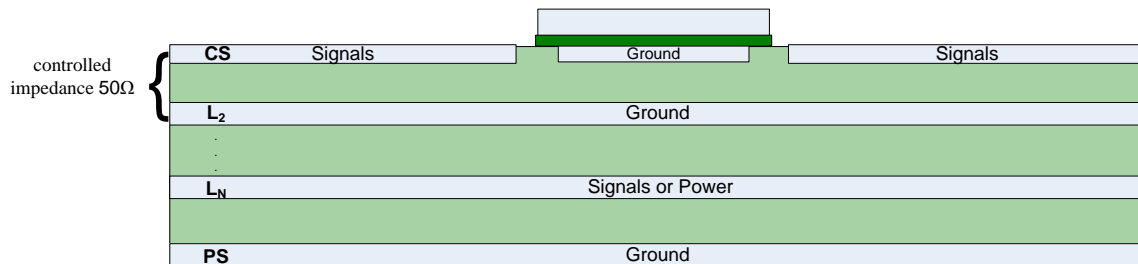 CS Signals Ground Signals
controlled
impedance 50Ω
{
L₂ Ground
.
.
.
Lₙ Signals or Power
PS Ground